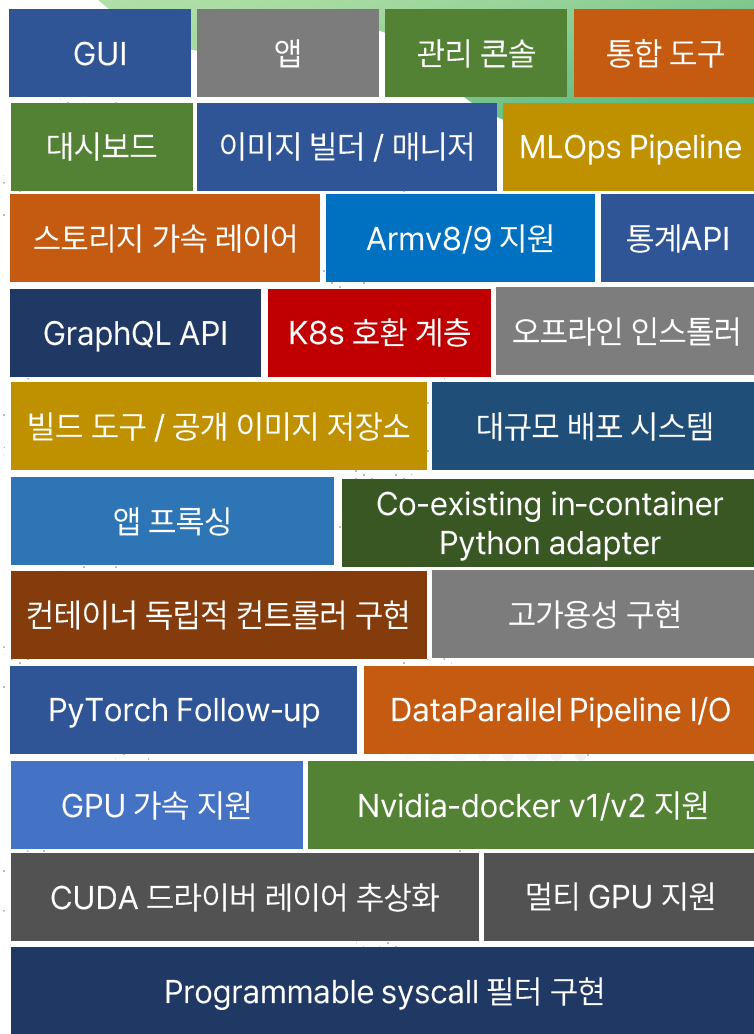 GUI
앱
관리 콘솔
통합 도구
대시보드
이미지 빌더 / 매니저
MLOps Pipeline
스토리지 가속 레이어
Armv8/9 지원
통계API
GraphQL API
K8s 호환 계층
오프라인 인스톨러
빌드 도구 / 공개 이미지 저장소
대규모 배포 시스템
앱 프록싱
Co-existing in-container
Python adapter
컨테이너 독립적 컨트롤러 구현
고가용성 구현
PyTorch Follow-up
DataParallel Pipeline I/O
GPU 가속 지원
Nvidia-docker v1/v2 지원
CUDA 드라이버 레이어 추상화
멀티 GPU 지원
Programmable syscall 필터 구현